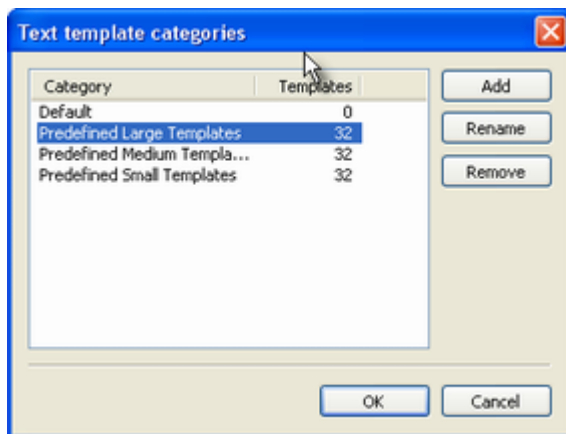 Text template categories
Category Templates Add
Default 0
Predefined Large Templates 32 Rename
Predefined Medium Templa... 32
Predefined Small Templates 32 Remove
OK Cancel